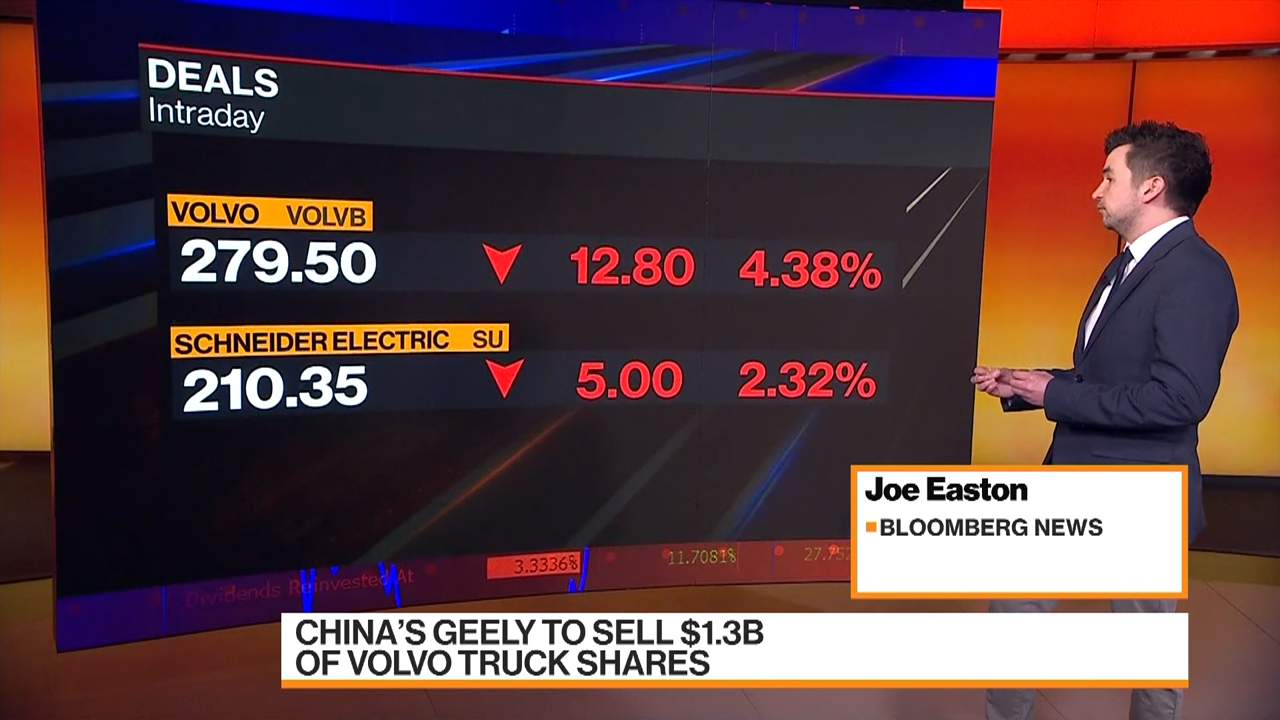 DEALS
Intraday
VOLVO VOLVB
279.50 12.80 4.38%
SCHNEIDER ELECTRIC SU
210.35 5.00 2.32%
Joe Easton
BLOOMBERG NEWS
3.3336% 11.7081%
Dividends Reinvested At
CHINA'S GEELY TO SELL $1.3B
OF VOLVO TRUCK SHARES